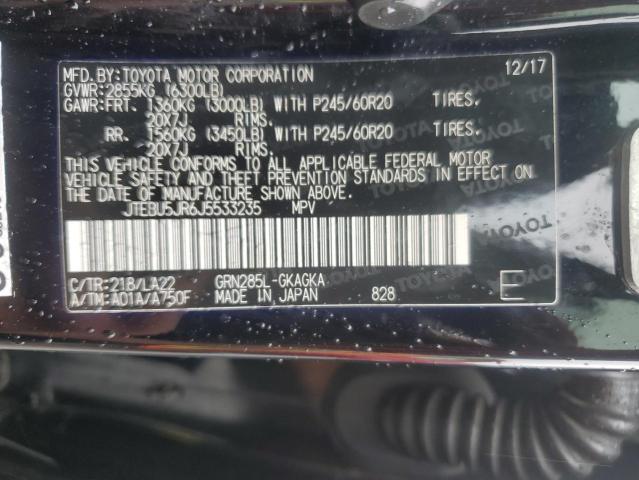 MFD.BY:TOYOTA MOTOR CORPORATION 12/17
GVWR:2855KG (6300LB)
GAWR:FRT. 1360KG (3000LB) WITH P245/60R20 TIRES.
20X7J RIMS.
RR. 1560KG (3450LB) WITH P245/60R20 TIRES.
20X7J RIMS.
THIS VEHICLE CONFORMS TO ALL APPLICABLE FEDERAL MOTOR
VEHICLE SAFETY AND THEFT PREVENTION STANDARDS IN EFFECT ON
THE DATE OF MANUFACTURE SHOWN ABOVE.
JTEBU5JR6J5533235 MPV
C/TR:21B/LA22 GRN285L-GKAGKA
A/TM:A01A/A750F MADE IN JAPAN 828 E